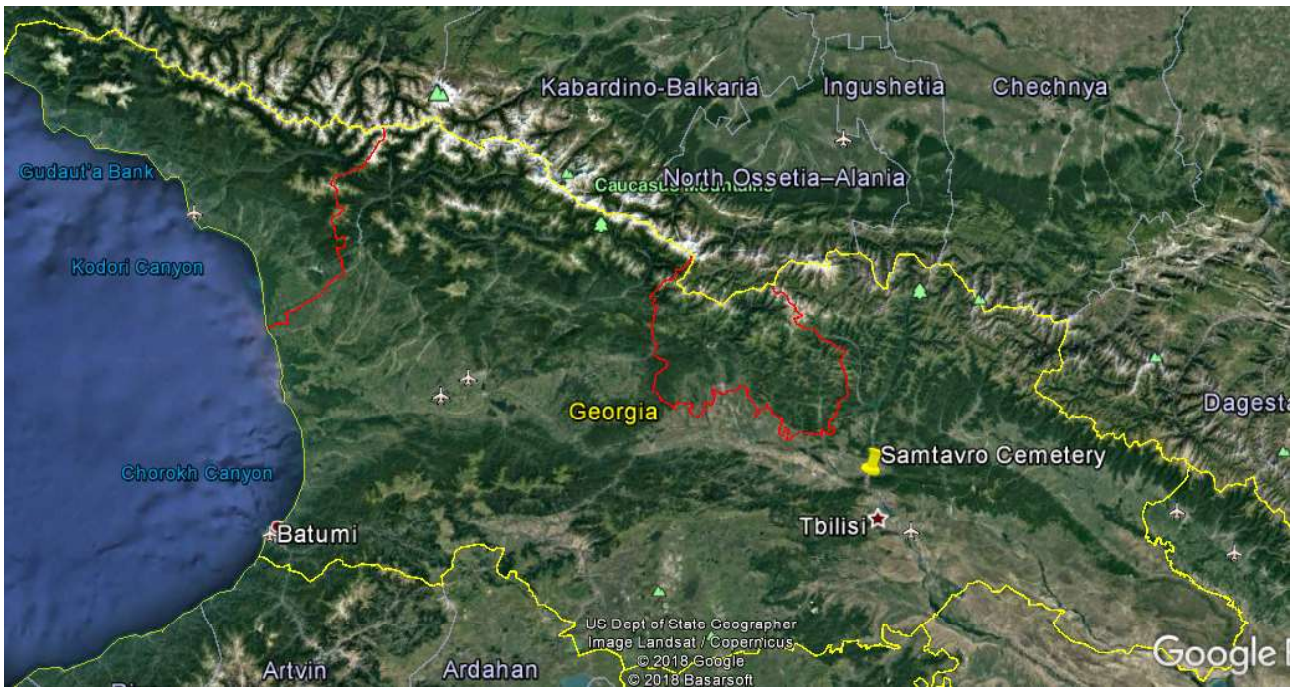 Kabardino-Balkaria
Ingushetia
Chechnya
Gudaut'a Bank
Caucasus Mountains
North Ossetia–Alania
Kodori Canyon
Georgia
Dagesta
Chorokh Canyon
Samtavro Cemetery
Batumi
Tbilisi
US Dept of State Geographer
Image Landsat / Copernicus
© 2018 Google
© 2018 Basarsoft
Artvin
Ardahan
Google E